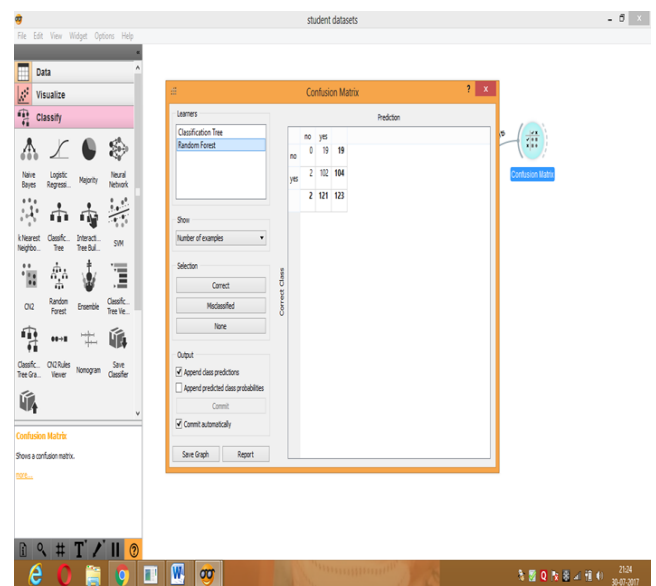 student datasets
File Edit View Widget Options Help
Data
Visualize
Classify
Naive Bayes
Logistic Regressi...
Majority
Neural Network
k Nearest Neighbo...
Classific... Tree
Interacti... Tree Buil...
SVM
CN2
Random Forest
Ensemble
Classific... Tree Vie...
Classific... Tree Gra...
CN2 Rules Viewer
Nomogram
Save Classifier
Confusion Matrix
Shows a confusion matrix.
more...
Confusion Matrix
? x
Learners
Classification Tree
Random Forest
Show
Number of examples
Selection
Correct
Misclassified
None
Output
Append class predictions
Append predicted class probabilities
Commit
Commit automatically
Save Graph Report
Prediction
Correct Class
no yes
no 0 19 19
yes 2 102 104
2 121 123
Confusion Matrix
21:24
30-07-2017